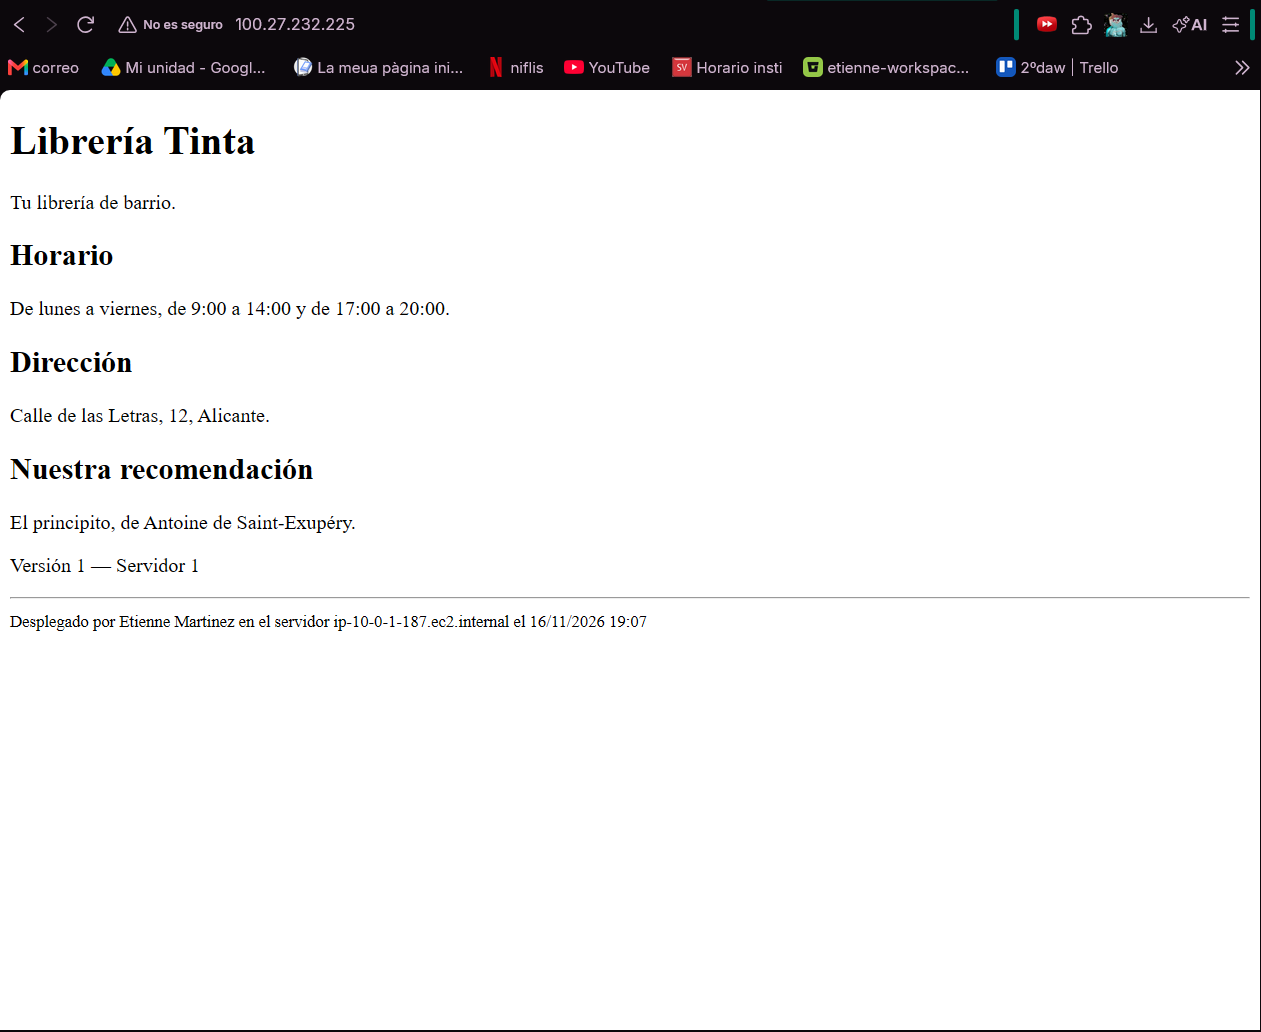 No es seguro 100.27.232.225 AI
correo Mi unidad - Googl... La meua pàgina ini... niflis YouTube SV Horario insti etienne-workspac... 2ºdaw | Trello
Librería Tinta
Tu librería de barrio.
Horario
De lunes a viernes, de 9:00 a 14:00 y de 17:00 a 20:00.
Dirección
Calle de las Letras, 12, Alicante.
Nuestra recomendación
El principito, de Antoine de Saint-Exupéry.
Versión 1 — Servidor 1
Desplegado por Etienne Martinez en el servidor ip-10-0-1-187.ec2.internal el 16/11/2026 19:07